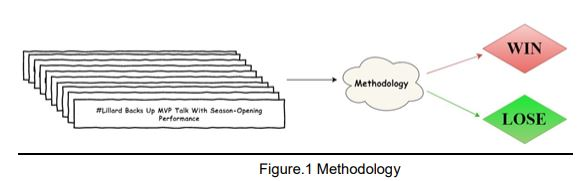 WIN
#Lillard Backs Up MVP Talk With Season-Opening
Performance
Methodology
LOSE
Figure.1 Methodology